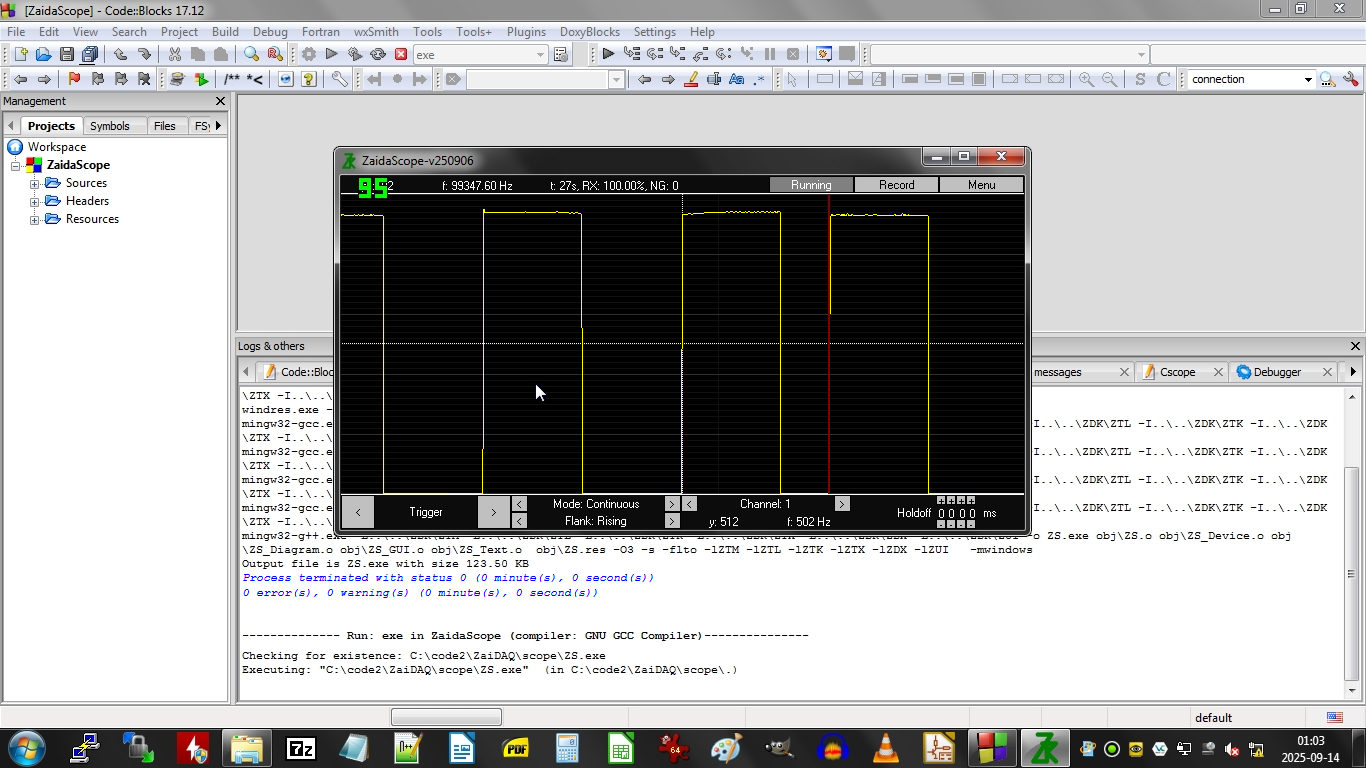 [ZaidaScope] - Code::Blocks 17.12
File Edit View Search Project Build Debug Fortran wxSmith Tools Tools+ Plugins DoxyBlocks Settings Help
exe
/** *< Aa .* S C connection
Management
Projects Symbols Files FSy
Workspace
ZaidaScope
Sources
Headers
Resources
ZaidaScope-v250906
95 2 f: 99347.60 Hz t: 27s, RX: 100.00%, NG: 0 Running Record Menu
< Trigger > < Mode: Continuous > < Channel: 1 >
< Flank: Rising > y: 512 f: 502 Hz Holdoff 0 0 0 0 ms
Logs & others
Code::Bloc messages Cscope Debugger
\ZTX -I..\..\
windres.exe -
mingw32-gcc.e I..\..\ZDK\ZTL -I..\..\ZDK\ZTK -I..\..\ZDK
\ZTX -I..\..\
mingw32-gcc.e I..\..\ZDK\ZTL -I..\..\ZDK\ZTK -I..\..\ZDK
\ZTX -I..\..\
mingw32-gcc.e I..\..\ZDK\ZTL -I..\..\ZDK\ZTK -I..\..\ZDK
\ZTX -I..\..\
mingw32-gcc.e I..\..\ZDK\ZTL -I..\..\ZDK\ZTK -I..\..\ZDK
\ZTX -I..\..\
mingw32-g++.exe -o ZS.exe obj\ZS.o obj\ZS_Device.o obj
\ZS_Diagram.o obj\ZS_GUI.o obj\ZS_Text.o obj\ZS.res -O3 -s -flto -lZTM -lZTL -lZTK -lZTX -lZDX -lZUI -mwindows
Output file is ZS.exe with size 123.50 KB
Process terminated with status 0 (0 minute(s), 0 second(s))
0 error(s), 0 warning(s) (0 minute(s), 0 second(s))
-------------- Run: exe in ZaidaScope (compiler: GNU GCC Compiler)---------------
Checking for existence: C:\code2\ZaiDAQ\scope\ZS.exe
Executing: "C:\code2\ZaiDAQ\scope\ZS.exe" (in C:\code2\ZaiDAQ\scope\.)
default
7z PDF 64
01:03
2025-09-14